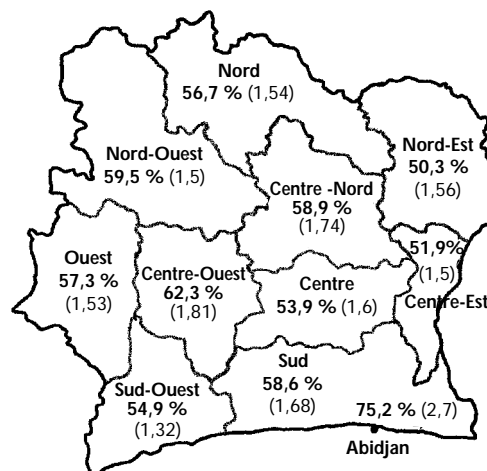 Nord
56,7 % (1,54)
Nord-Est
50,3 %
(1,56)
Nord-Ouest
59,5 % (1,5)
Centre -Nord
58,9 %
(1,74)
51,9%
(1,5)
Centre-Est
Ouest
57,3 %
(1,53)
Centre-Ouest
62,3 %
(1,81)
Centre
53,9 % (1,6)
Sud
58,6 %
(1,68)
Sud-Ouest
54,9 %
(1,32)
75,2 % (2,7)
Abidjan